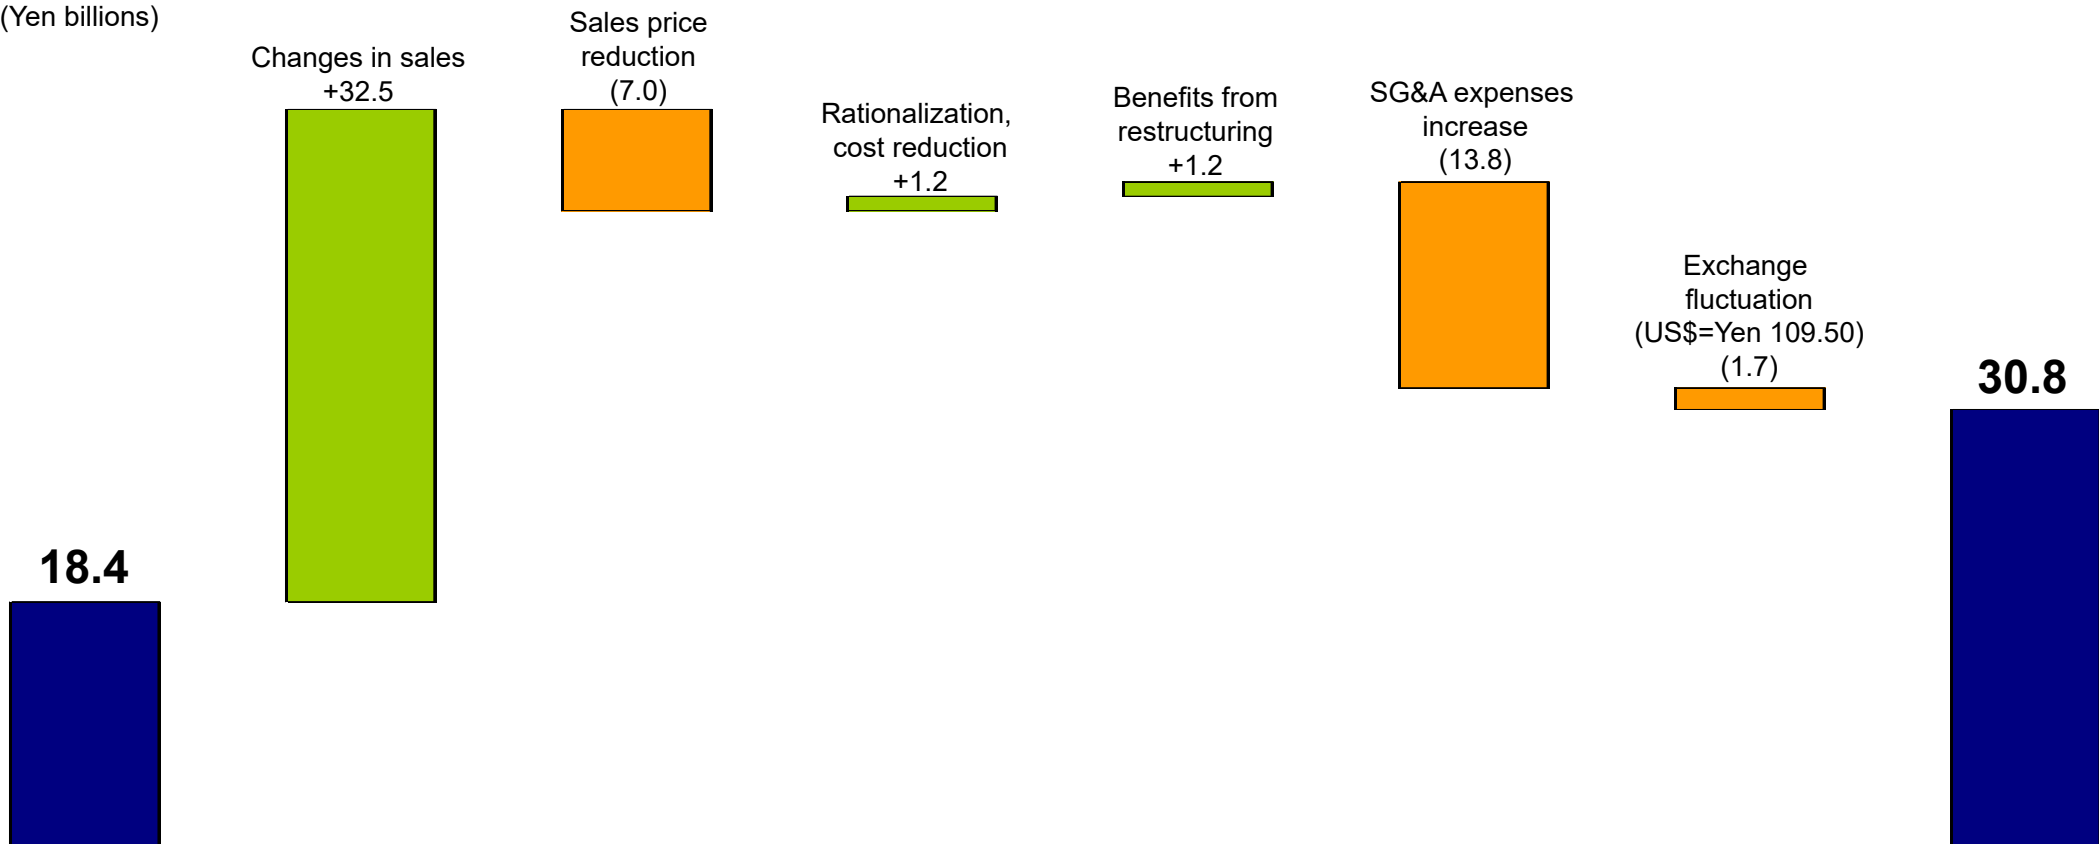 (Yen billions)
Changes in sales
+32.5
Sales price
reduction
(7.0)
Rationalization,
cost reduction
+1.2
Benefits from
restructuring
+1.2
SG&A expenses
increase
(13.8)
Exchange
fluctuation
(US$=Yen 109.50)
(1.7)
30.8
18.4